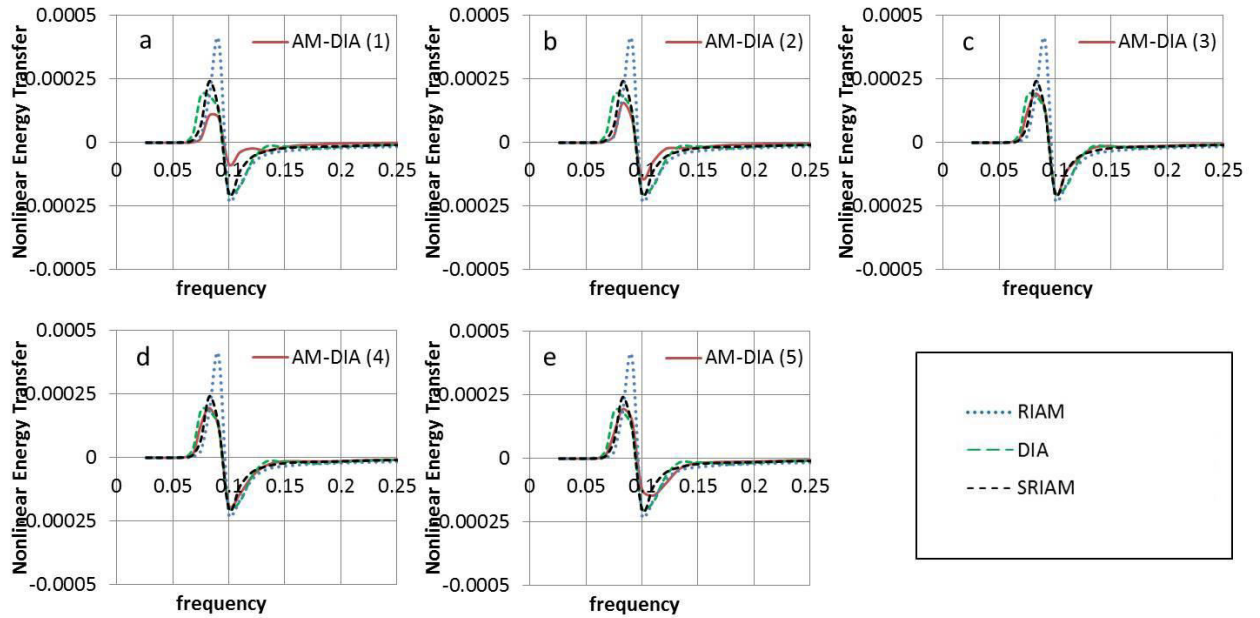 a
AM-DIA (1)
Nonlinear Energy Transfer
0.0005
0.00025
0
-0.00025
-0.0005
0 0.05 0.1 0.15 0.2 0.25
frequency
b
AM-DIA (2)
Nonlinear Energy Transfer
0.0005
0.00025
0
-0.00025
-0.0005
0 0.05 0.1 0.15 0.2 0.25
frequency
c
AM-DIA (3)
Nonlinear Energy Transfer
0.0005
0.00025
0
-0.00025
-0.0005
0 0.05 0.1 0.15 0.2 0.25
frequency
d
AM-DIA (4)
Nonlinear Energy Transfer
0.0005
0.00025
0
-0.00025
-0.0005
0 0.05 0.1 0.15 0.2 0.25
frequency
e
AM-DIA (5)
Nonlinear Energy Transfer
0.0005
0.00025
0
-0.00025
-0.0005
0 0.05 0.1 0.15 0.2 0.25
frequency
RIAM
DIA
SRIAM